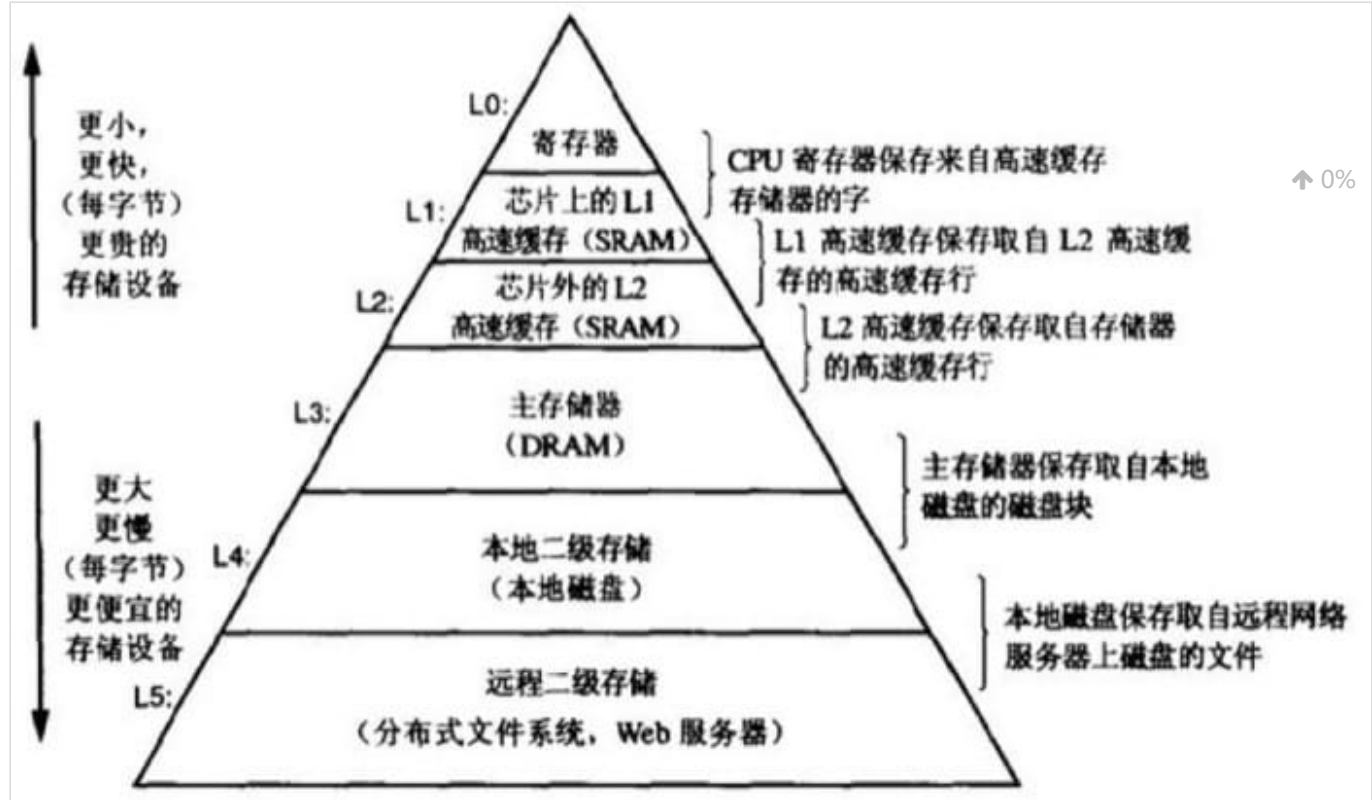 更小，
更快，
（每字节）
更贵的
存储设备
更大
更慢
（每字节）
更便宜的
存储设备
L0:
寄存器
L1:
芯片上的 L1
高速缓存（SRAM）
L2:
芯片外的 L2
高速缓存（SRAM）
L3:
主存储器
（DRAM）
L4:
本地二级存储
（本地磁盘）
L5:
远程二级存储
（分布式文件系统，Web 服务器）
CPU 寄存器保存来自高速缓存
存储器的字
L1 高速缓存保存取自 L2 高速缓
存的高速缓存行
L2 高速缓存保存取自存储器
的高速缓存行
主存储器保存取自本地
磁盘的磁盘块
本地磁盘保存取自远程网络
服务器上磁盘的文件
0%